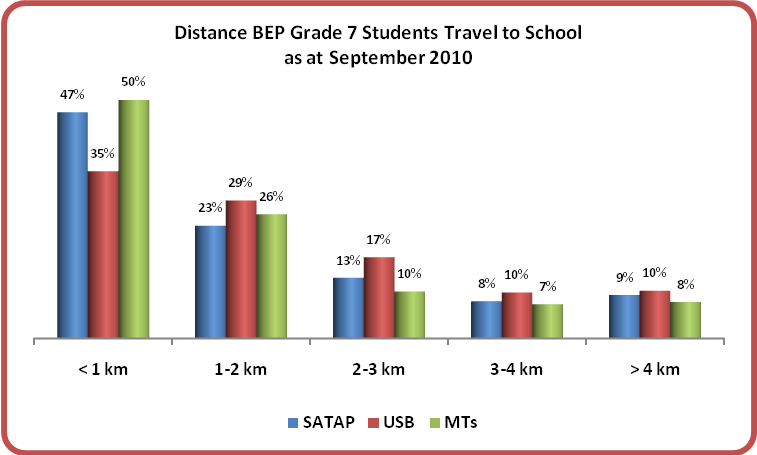 Distance BEP Grade 7 Students Travel to School
as at September 2010
47%
35%
50%
23%
29%
26%
13%
17%
10%
8%
10%
7%
9%
10%
8%
< 1 km
1-2 km
2-3 km
3-4 km
> 4 km
SATAP
USB
MTs